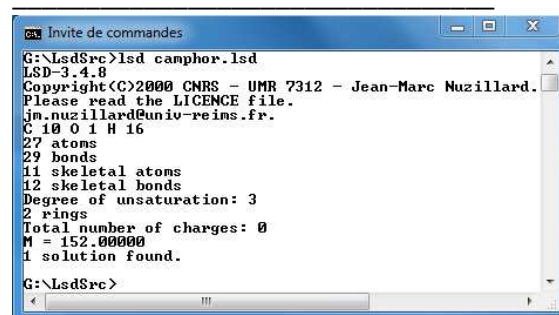 Invite de commandes
G:\LsdSrc>lsd camphor.lsd
LSD-3.4.8
Copyright(C)2000 CNRS - UMR 7312 - Jean-Marc Nuzillard.
Please read the LICENCE file.
jm.nuzillard@univ-reims.fr.
C 10 O 1 H 16
27 atoms
29 bonds
11 skeletal atoms
12 skeletal bonds
Degree of unsaturation: 3
2 rings
Total number of charges: 0
M = 152.00000
1 solution found.
G:\LsdSrc>